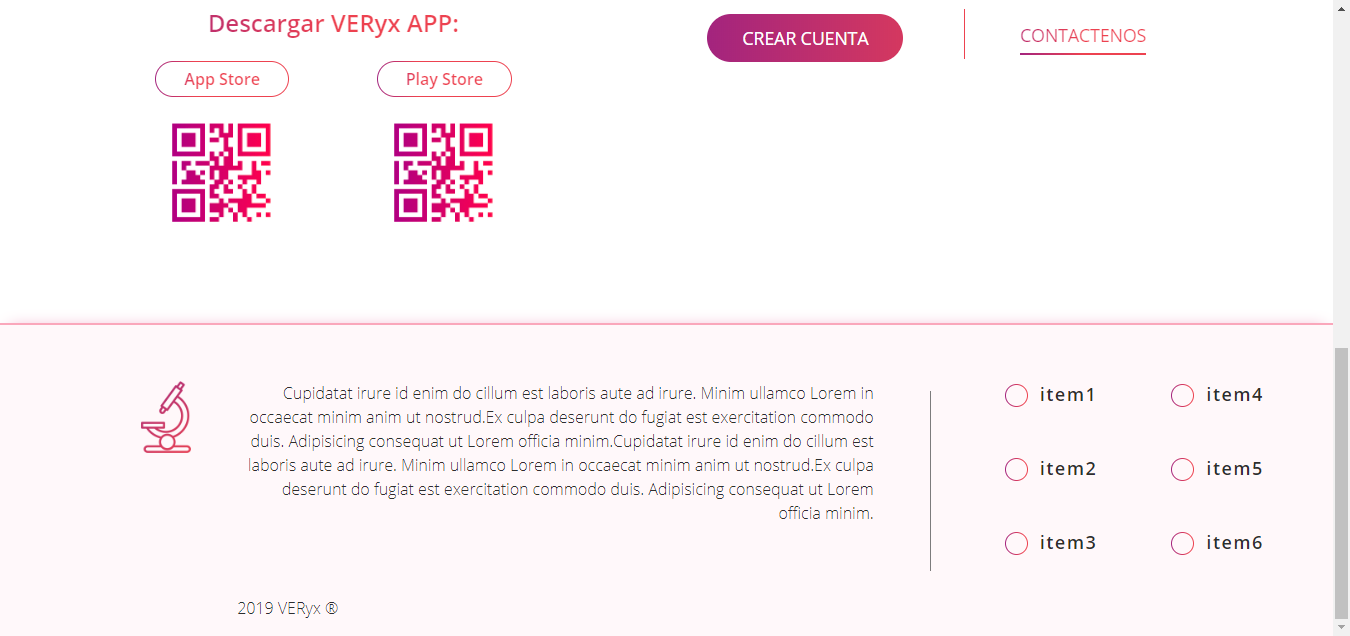 Descargar VERyx APP:
App Store
Play Store
CREAR CUENTA
CONTACTENOS
Cupidatat irure id enim do cillum est laboris aute ad irure. Minim ullamco Lorem in
occaecat minim anim ut nostrud.Ex culpa deserunt do fugiat est exercitation commodo
duis. Adipisicing consequat ut Lorem officia minim.Cupidatat irure id enim do cillum est
laboris aute ad irure. Minim ullamco Lorem in occaecat minim anim ut nostrud.Ex culpa
deserunt do fugiat est exercitation commodo duis. Adipisicing consequat ut Lorem
officia minim.
item1
item4
item2
item5
item3
item6
2019 VERyx ®